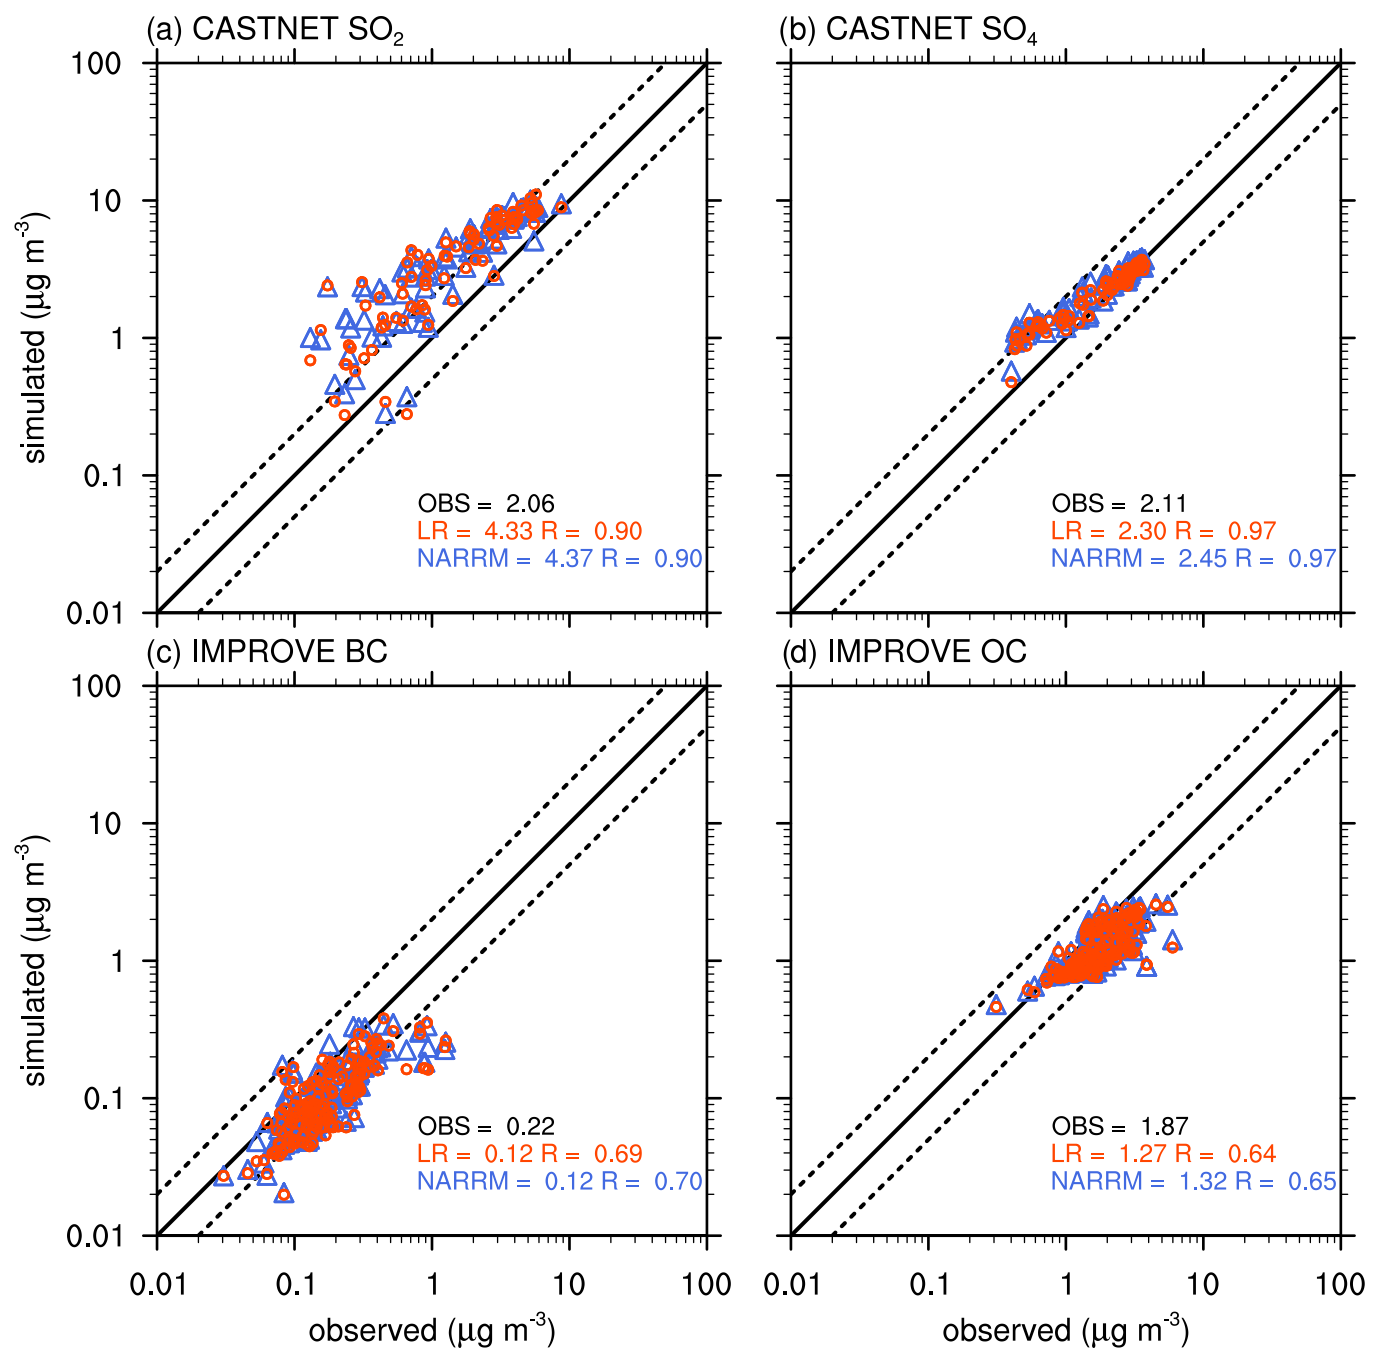 (a) CASTNET SO2
(b) CASTNET SO4
100
10
1
0.1
0.01
simulated (μg m-3)
OBS = 2.06
LR = 4.33 R = 0.90
NARRM = 4.37 R = 0.90
OBS = 2.11
LR = 2.30 R = 0.97
NARRM = 2.45 R = 0.97
(c) IMPROVE BC
(d) IMPROVE OC
100
10
1
0.1
0.01
simulated (μg m-3)
OBS = 0.22
LR = 0.12 R = 0.69
NARRM = 0.12 R = 0.70
OBS = 1.87
LR = 1.27 R = 0.64
NARRM = 1.32 R = 0.65
0.01 0.1 1 10 100
0.01 0.1 1 10 100
observed (μg m-3)
observed (μg m-3)